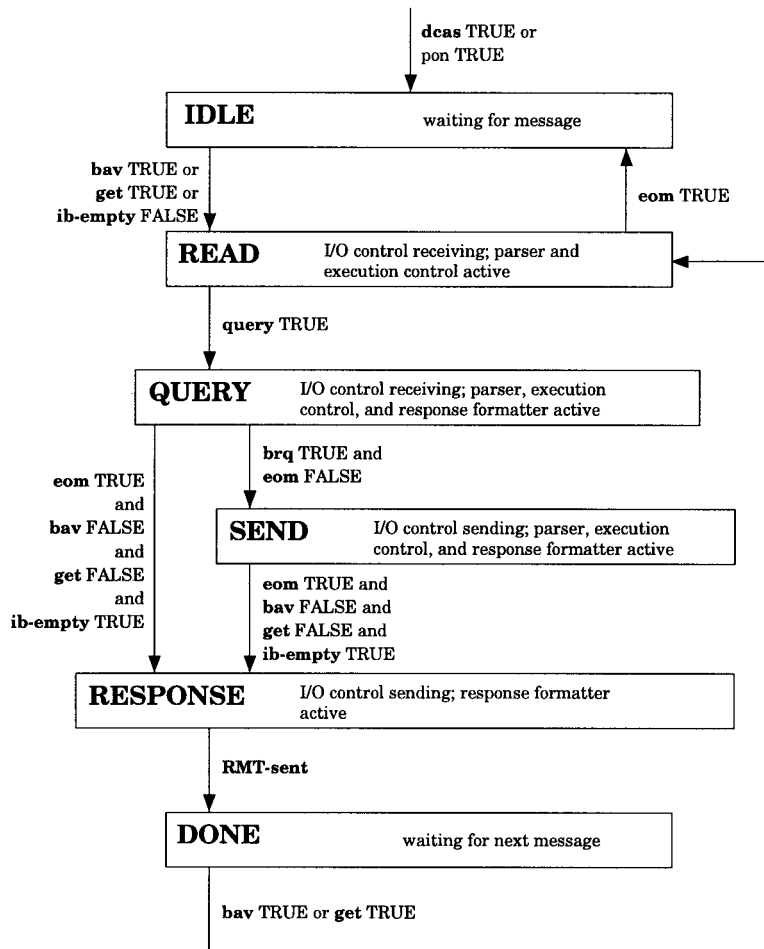 dcas TRUE or
pon TRUE
IDLE waiting for message
bav TRUE or
get TRUE or
ib-empty FALSE
eom TRUE
READ I/O control receiving; parser and
execution control active
query TRUE
QUERY I/O control receiving; parser, execution
control, and response formatter active
eom TRUE
and
bav FALSE
and
get FALSE
and
ib-empty TRUE
brq TRUE and
eom FALSE
SEND I/O control sending; parser, execution
control, and response formatter active
eom TRUE and
bav FALSE and
get FALSE and
ib-empty TRUE
RESPONSE I/O control sending; response formatter
active
RMT-sent
DONE waiting for next message
bav TRUE or get TRUE